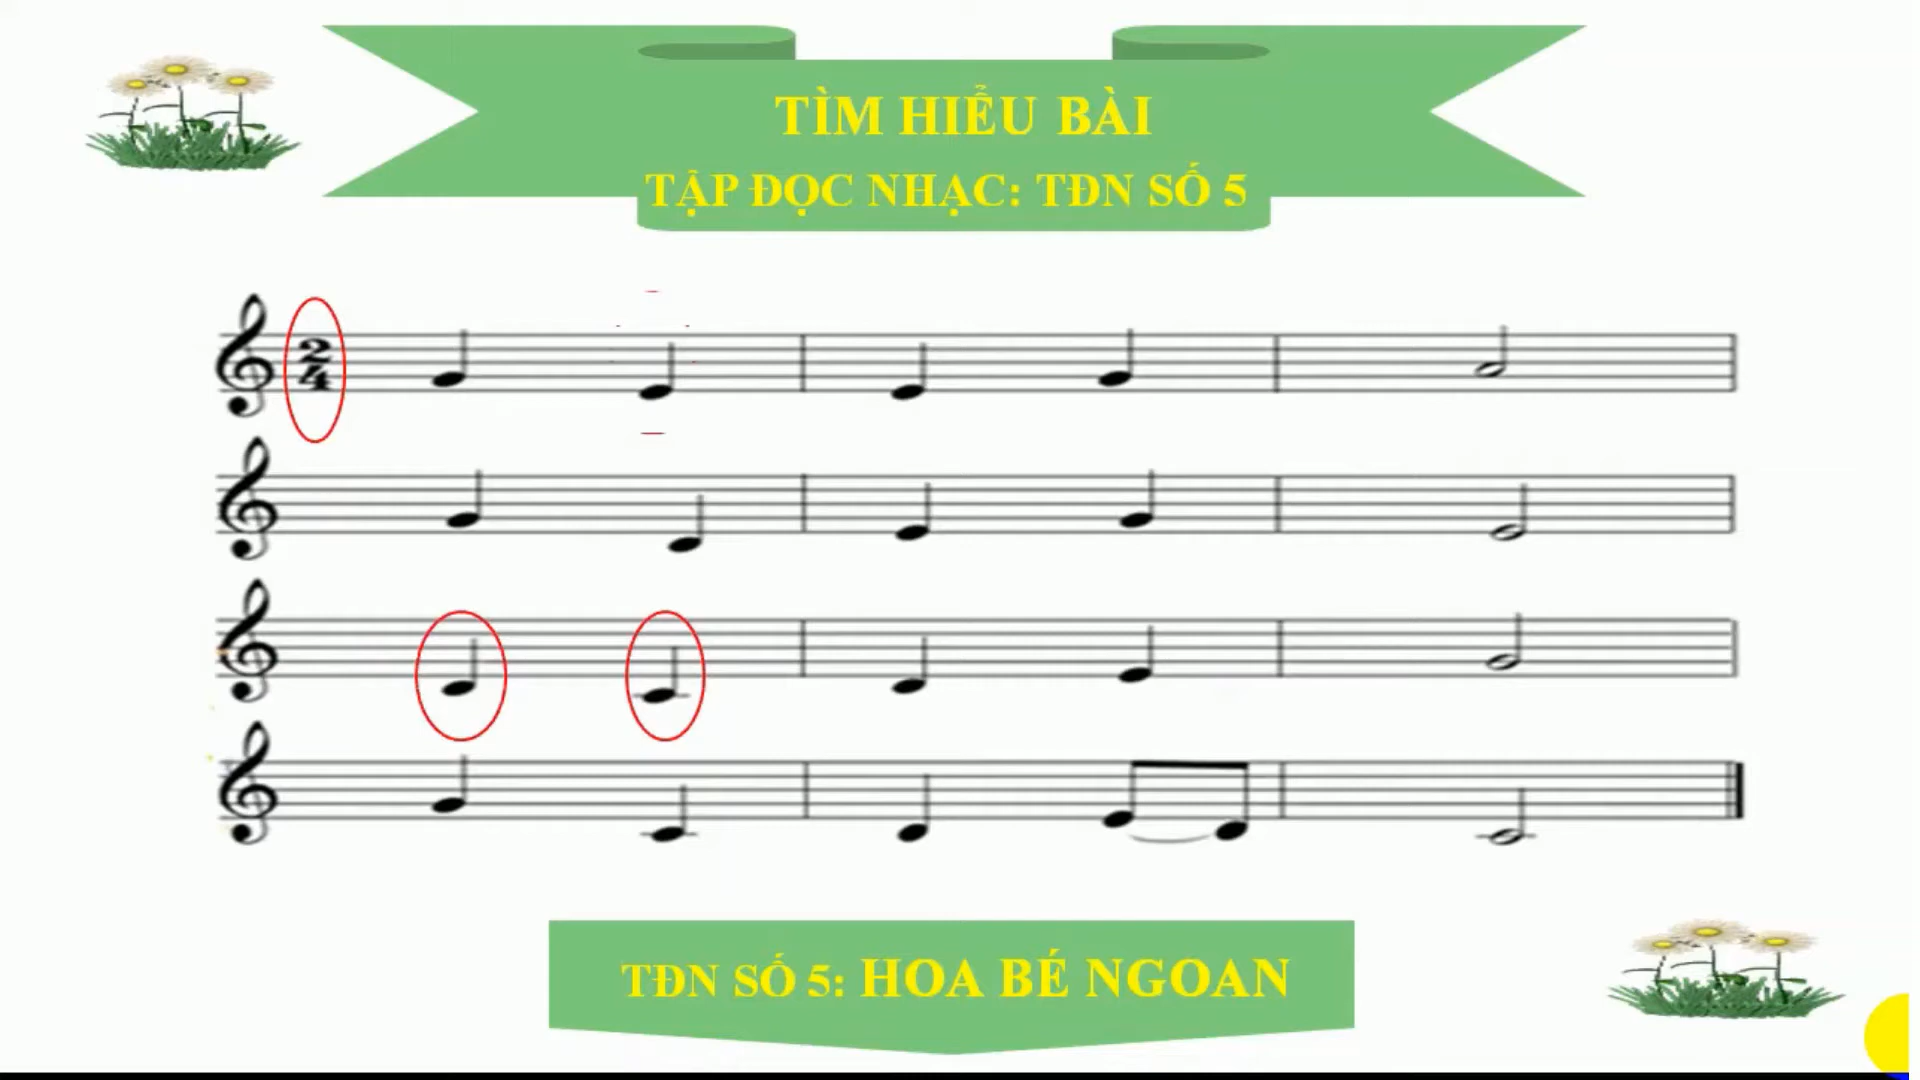 TÌM HIỂU BÀI
TẬP ĐỌC NHẠC: TĐN SỐ 5
2
4
TĐN SỐ 5: HOA BÉ NGOAN